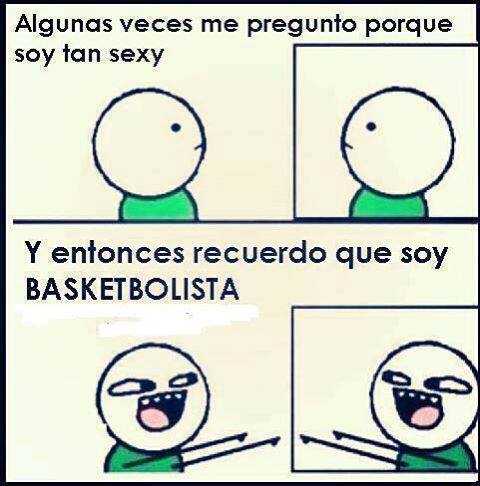 Algunas veces me pregunto porque
soy tan sexy
Y entonces recuerdo que soy
BASKETBOLISTA